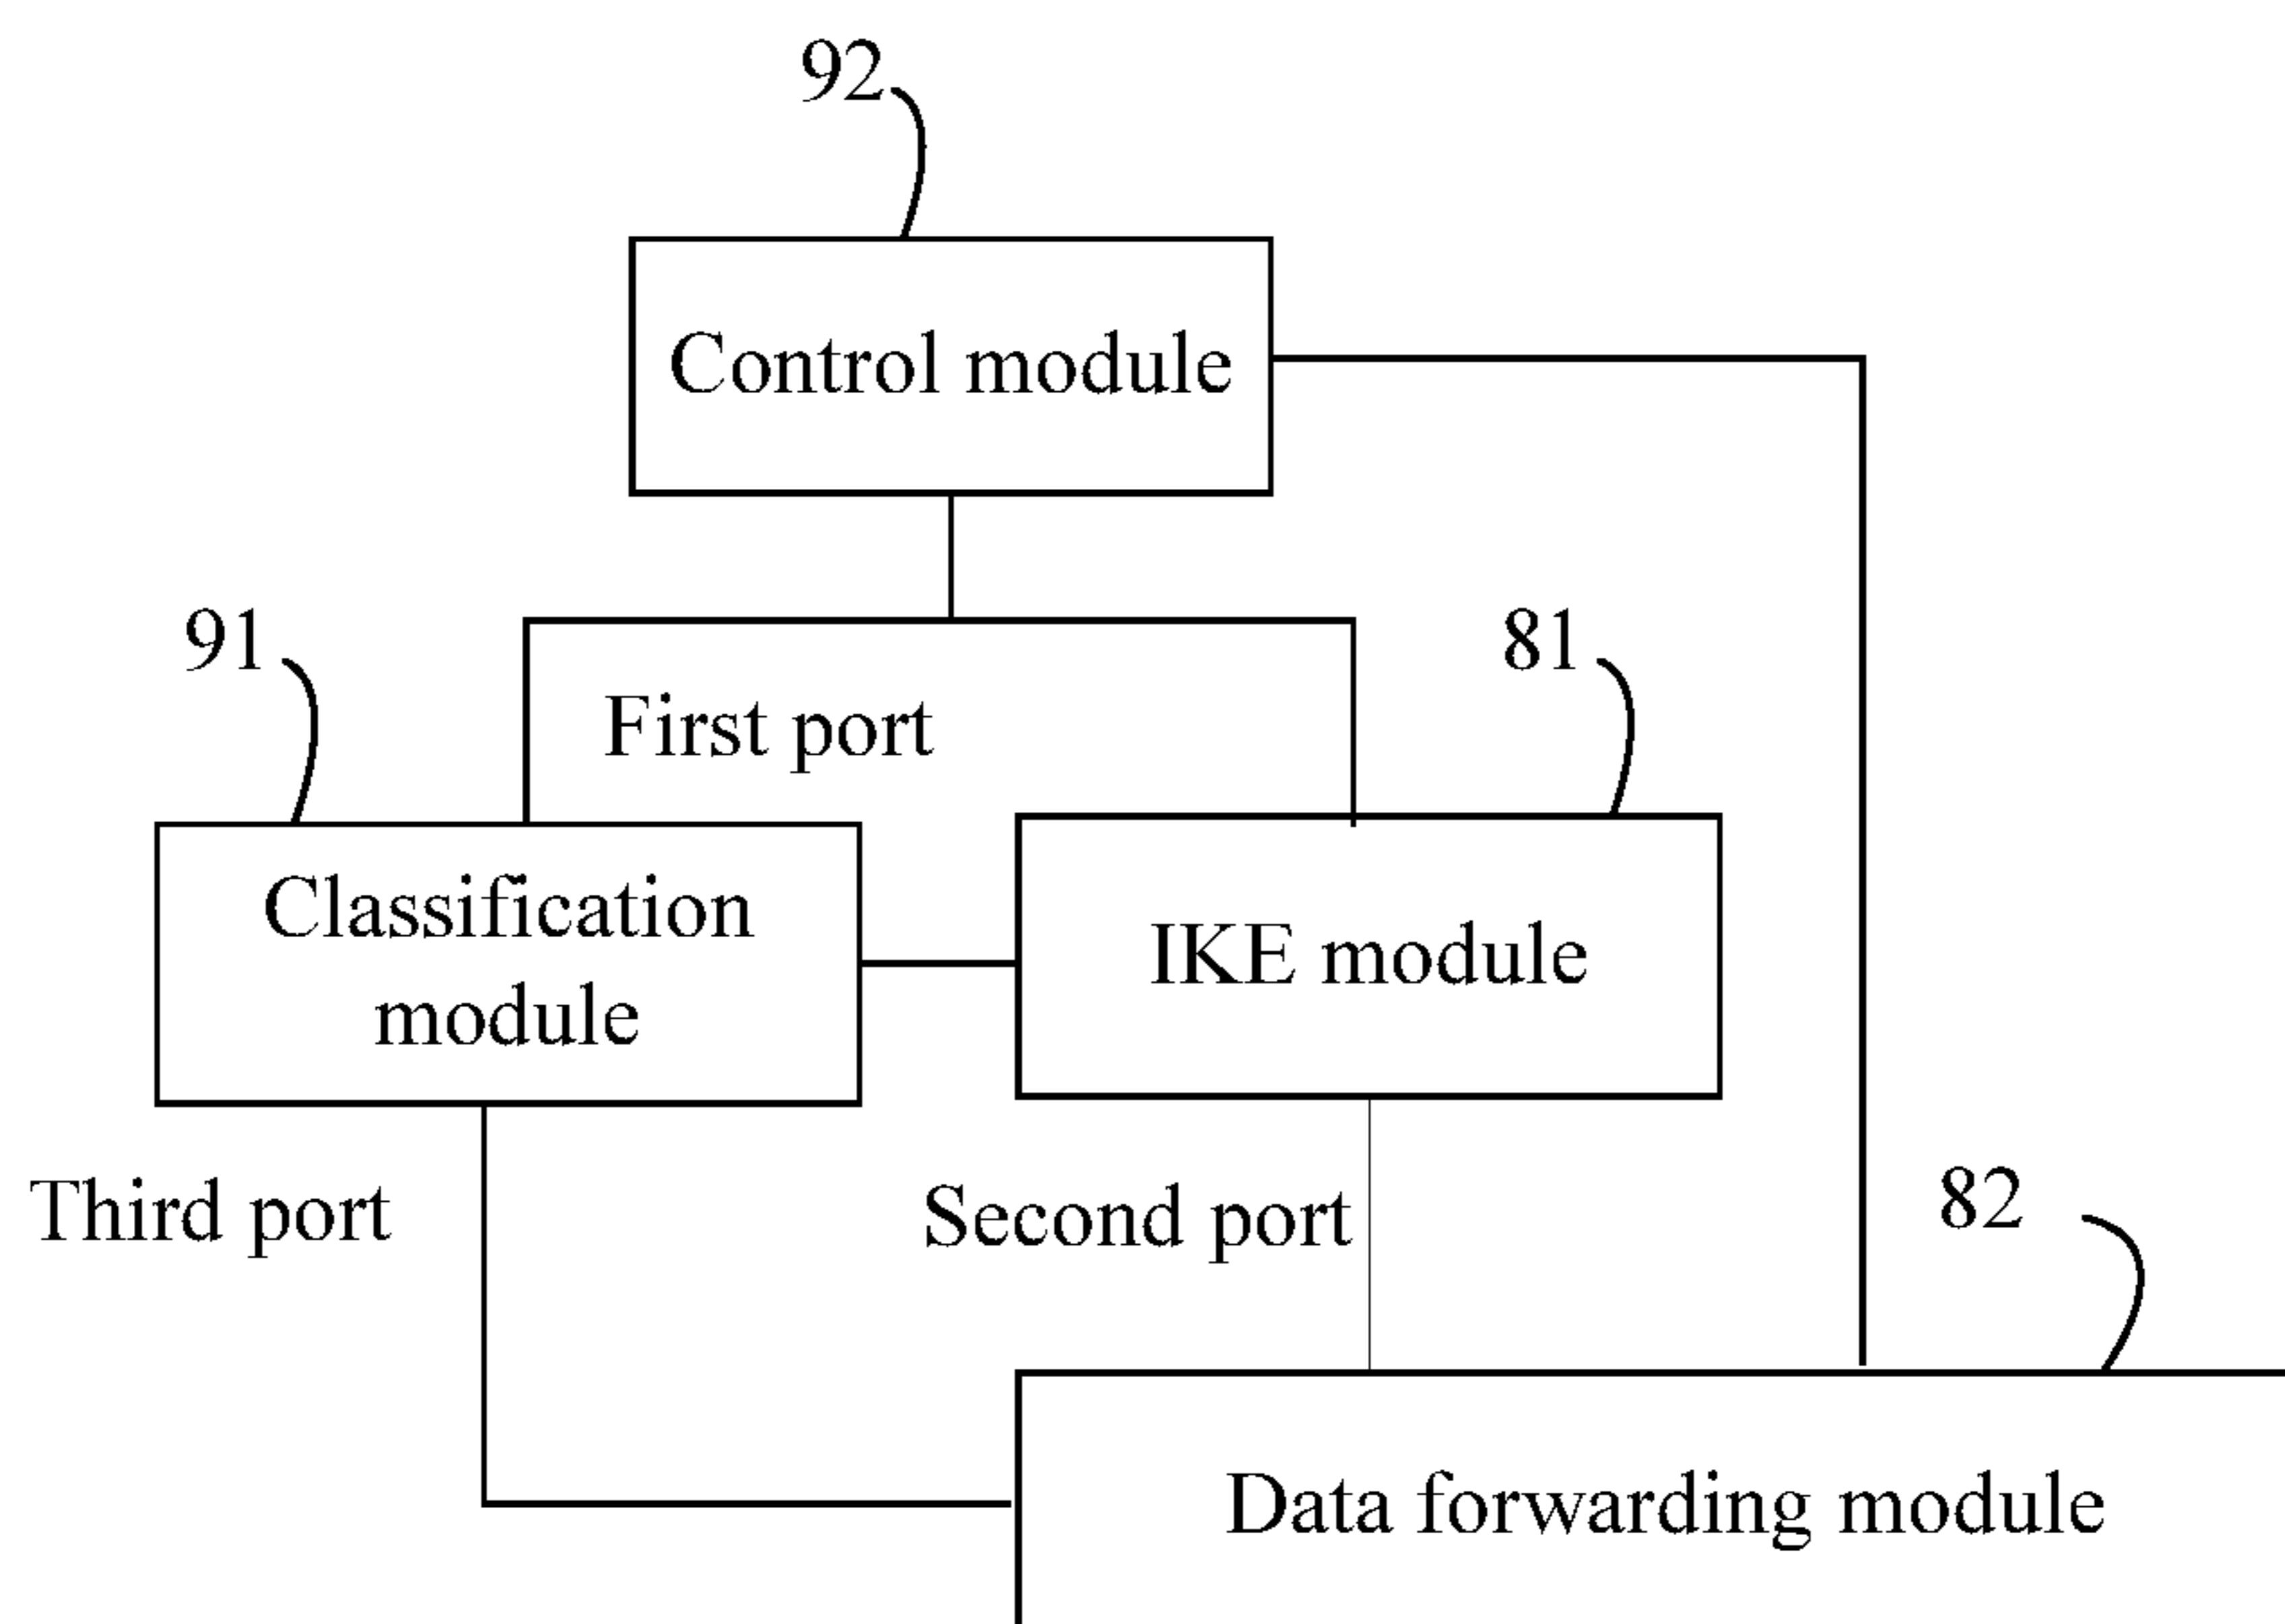 92
Control module
91
81
First port
Classification
module
IKE module
Third port
Second port
82
Data forwarding module